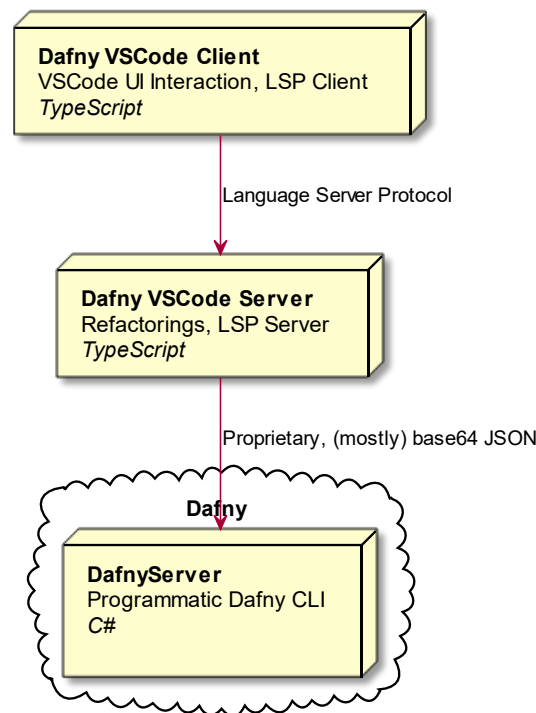 Dafny VSCode Client
VSCode UI Interaction, LSP Client
TypeScript
Language Server Protocol
Dafny VSCode Server
Refactorings, LSP Server
TypeScript
Proprietary, (mostly) base64 JSON
Dafny
DafnyServer
Programmatic Dafny CLI
C#